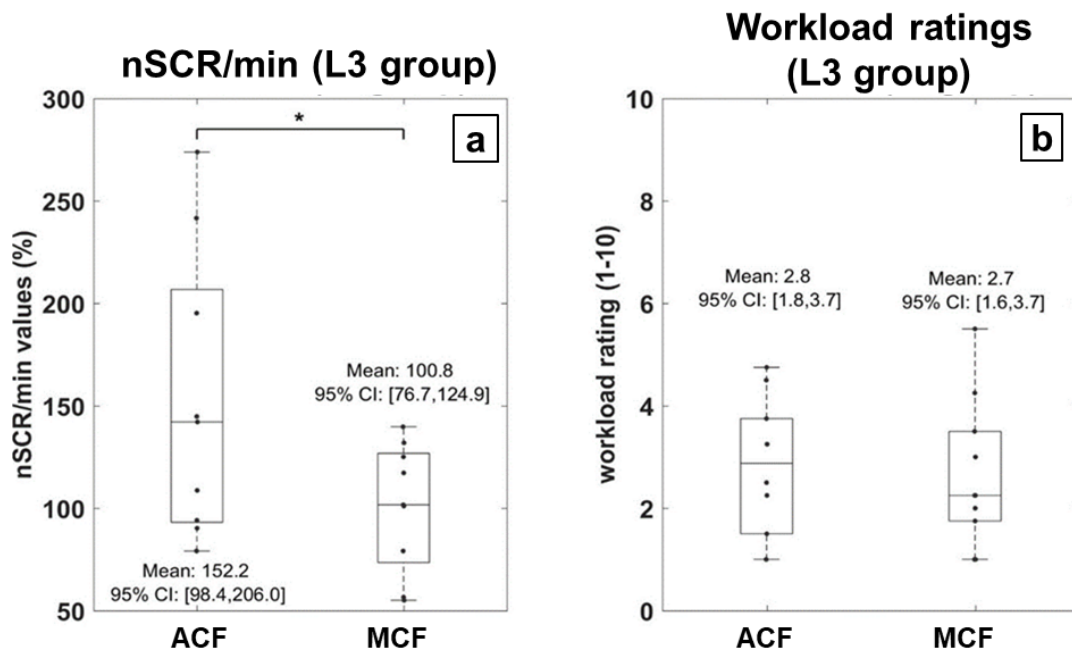 nSCR/min (L3 group)
300
250
200
150
100
50
nSCR/min values (%)
*
a
Mean: 152.2
95% CI: [98.4,206.0]
Mean: 100.8
95% CI: [76.7,124.9]
ACF
MCF
Workload ratings
(L3 group)
10
8
6
4
2
0
workload rating (1-10)
b
Mean: 2.8
95% CI: [1.8,3.7]
Mean: 2.7
95% CI: [1.6,3.7]
ACF
MCF